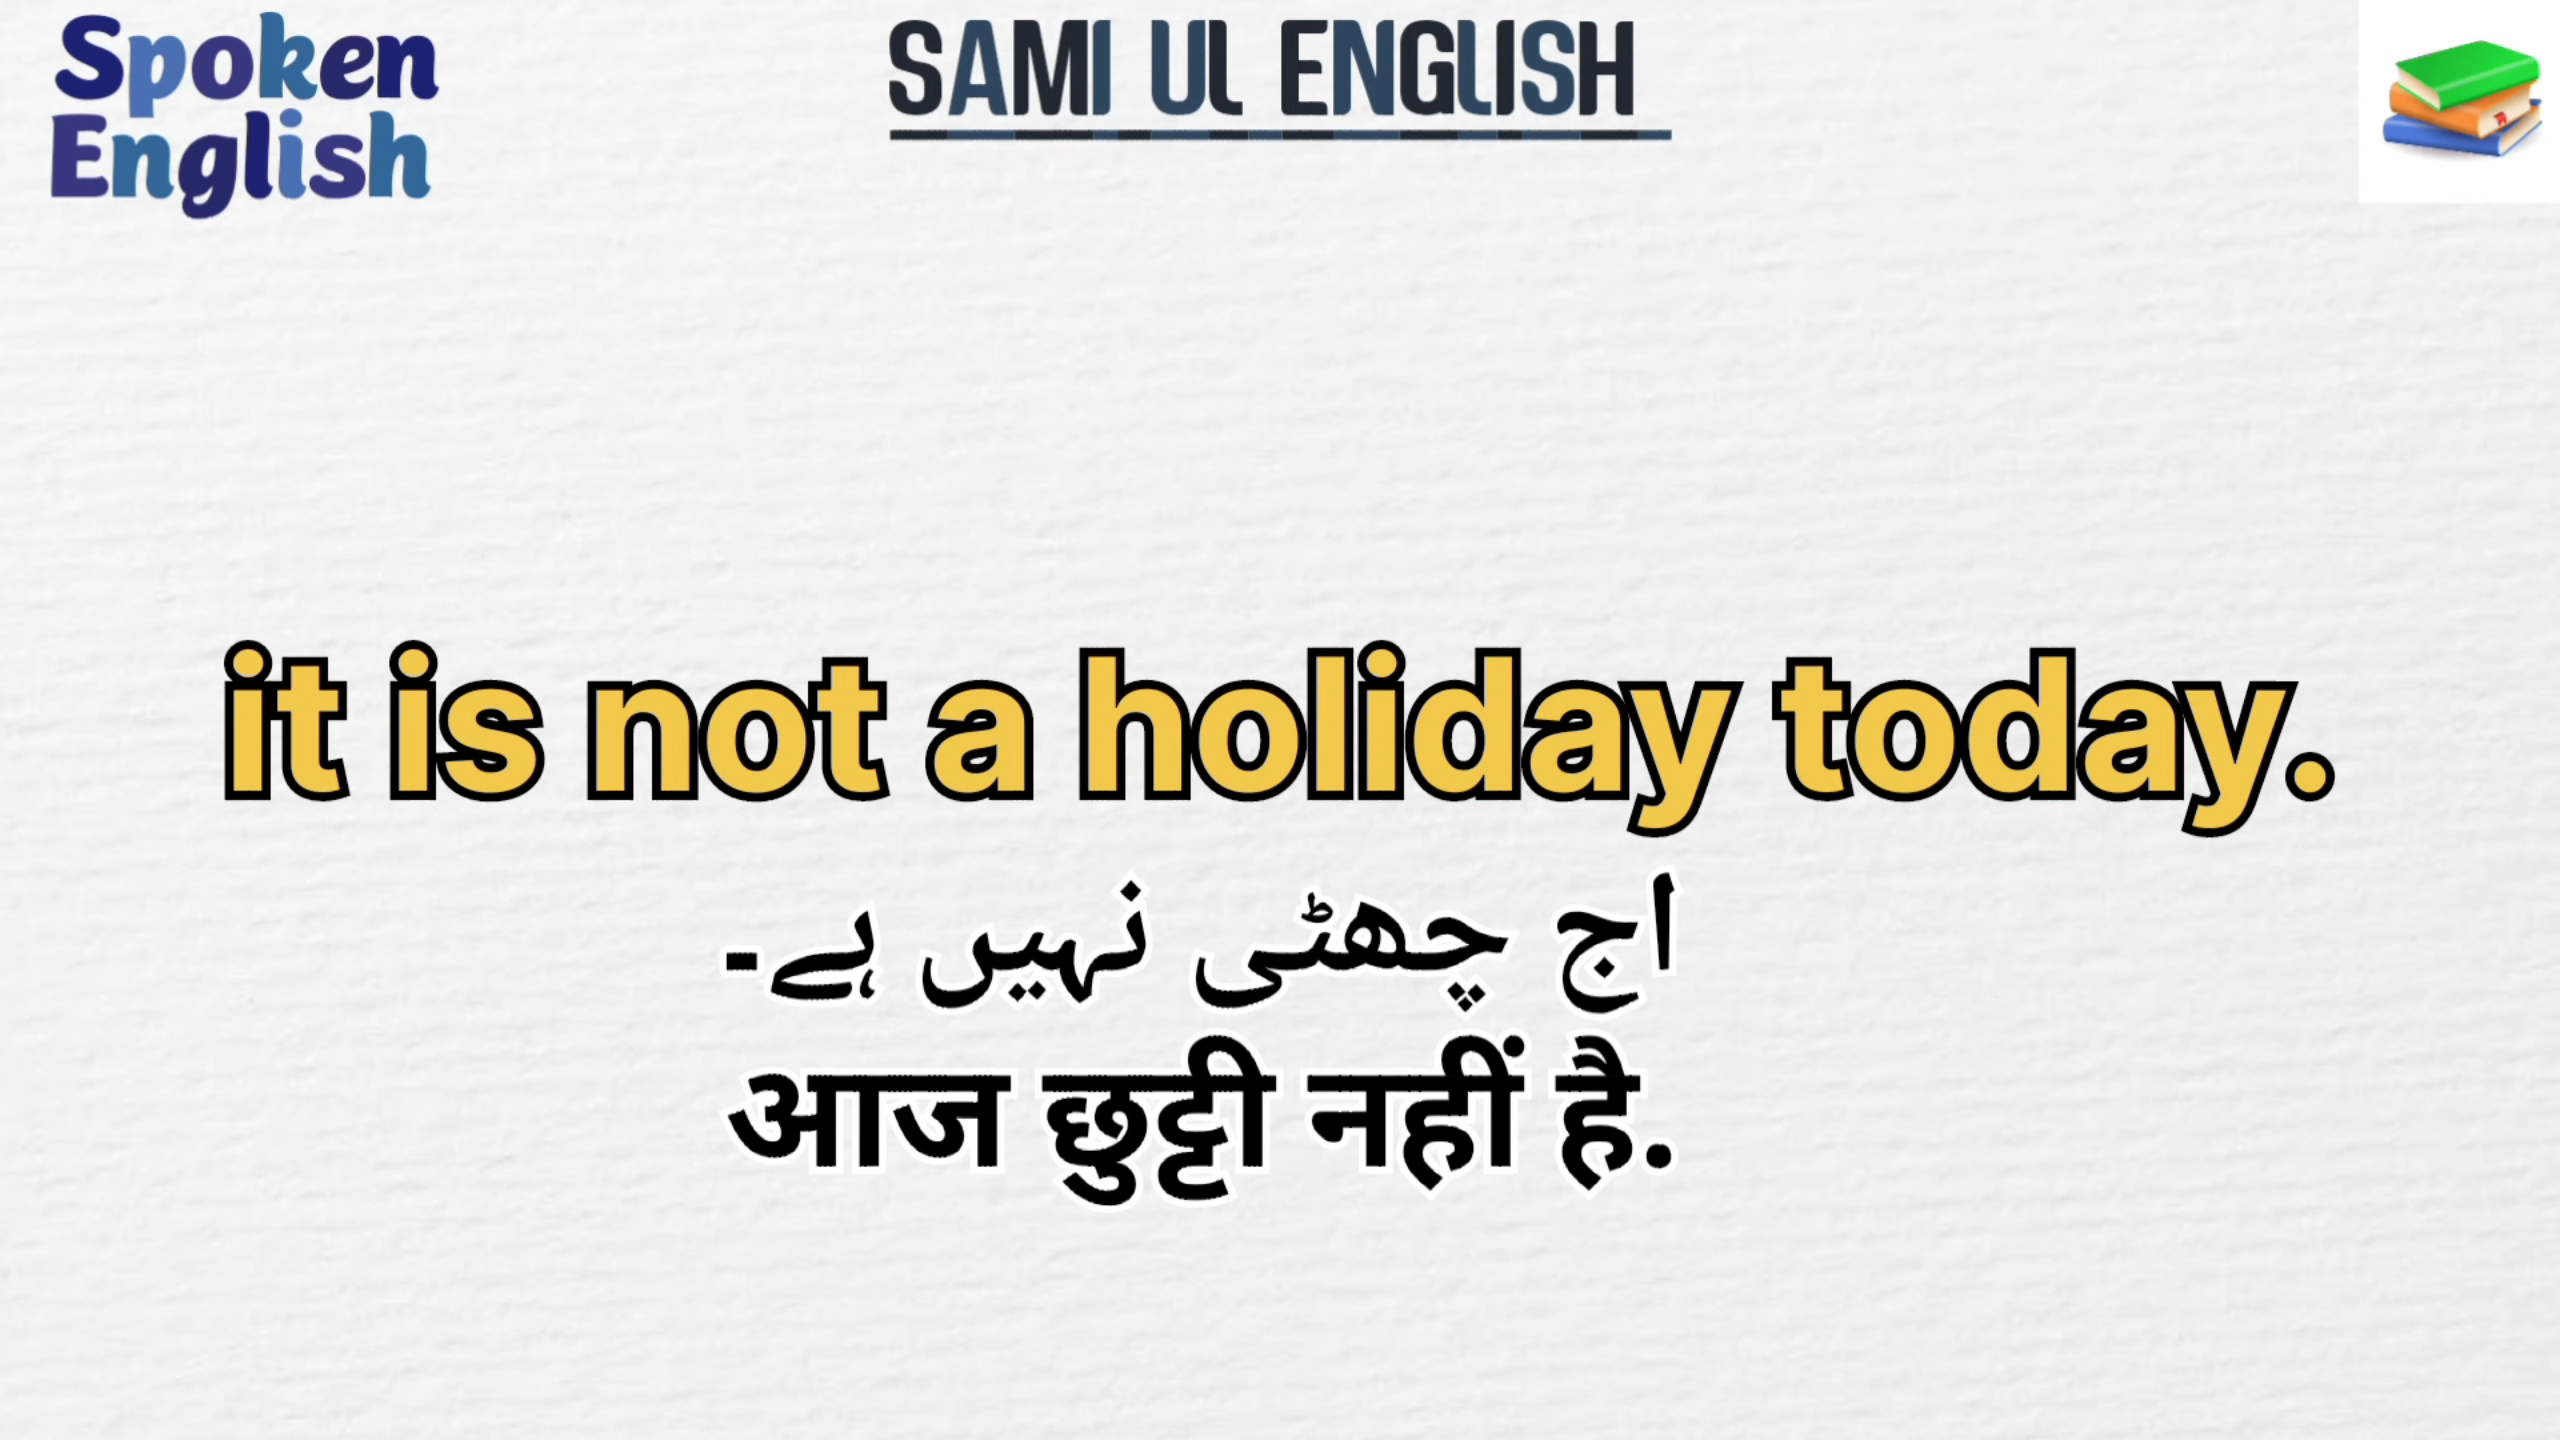 Spoken
English
SAMI UL ENGLISH
it is not a holiday today.
اج چھٹی نہیں ہے۔
आज छुट्टी नहीं है.